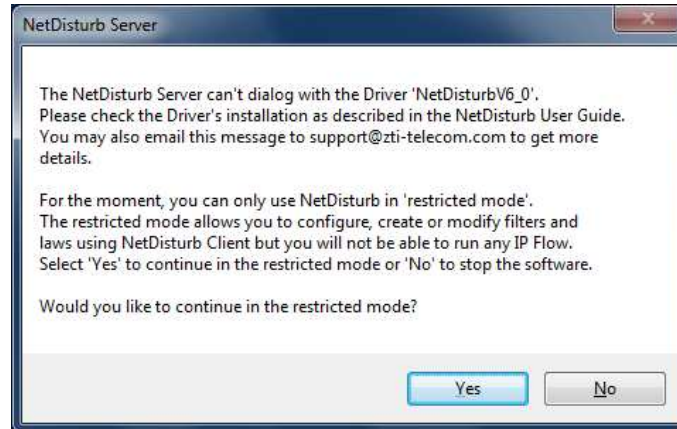 NetDisturb Server
The NetDisturb Server can't dialog with the Driver 'NetDisturbV6_0'.
Please check the Driver's installation as described in the NetDisturb User Guide.
You may also email this message to support@zti-telecom.com to get more
details.
For the moment, you can only use NetDisturb in 'restricted mode'.
The restricted mode allows you to configure, create or modify filters and
laws using NetDisturb Client but you will not be able to run any IP Flow.
Select 'Yes' to continue in the restricted mode or 'No' to stop the software.
Would you like to continue in the restricted mode?
Yes No